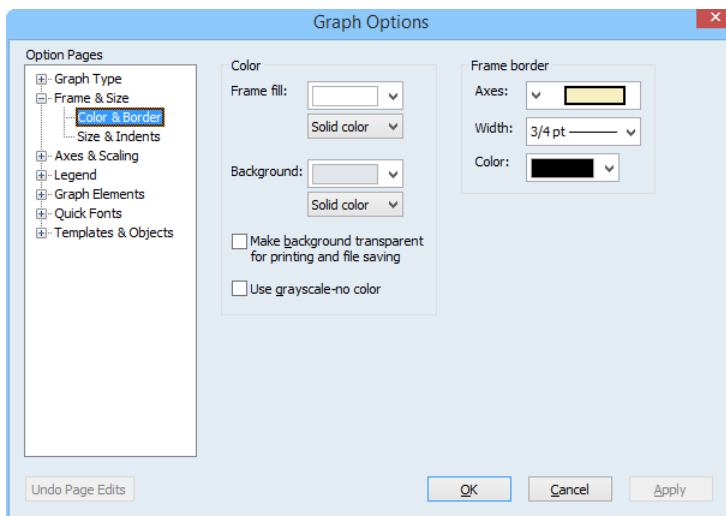 Graph Options
Option Pages
Graph Type
Frame & Size
Color & Border
Size & Indents
Axes & Scaling
Legend
Graph Elements
Quick Fonts
Templates & Objects
Color
Frame fill:
Solid color
Background:
Solid color
Make background transparent
for printing and file saving
Use grayscale-no color
Frame border
Axes:
Width: 3/4 pt
Color:
Undo Page Edits
OK
Cancel
Apply